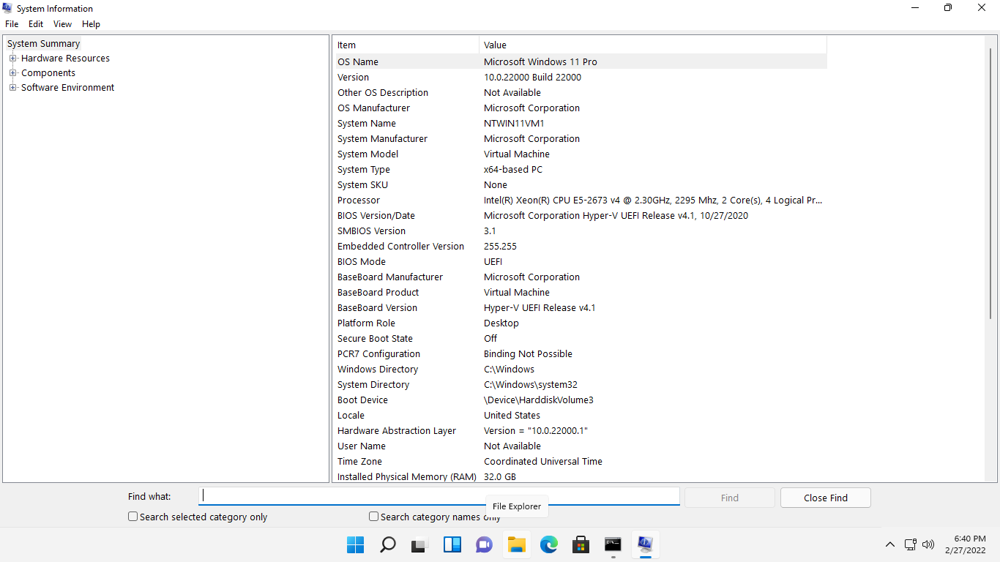 System Information
File Edit View Help
System Summary
Hardware Resources
Components
Software Environment
Item Value
OS Name Microsoft Windows 11 Pro
Version 10.0.22000 Build 22000
Other OS Description Not Available
OS Manufacturer Microsoft Corporation
System Name NTWIN11VM1
System Manufacturer Microsoft Corporation
System Model Virtual Machine
System Type x64-based PC
System SKU None
Processor Intel(R) Xeon(R) CPU E5-2673 v4 @ 2.30GHz, 2295 Mhz, 2 Core(s), 4 Logical Pr...
BIOS Version/Date Microsoft Corporation Hyper-V UEFI Release v4.1, 10/27/2020
SMBIOS Version 3.1
Embedded Controller Version 255.255
BIOS Mode UEFI
BaseBoard Manufacturer Microsoft Corporation
BaseBoard Product Virtual Machine
BaseBoard Version Hyper-V UEFI Release v4.1
Platform Role Desktop
Secure Boot State Off
PCR7 Configuration Binding Not Possible
Windows Directory C:\Windows
System Directory C:\Windows\system32
Boot Device \Device\HarddiskVolume3
Locale United States
Hardware Abstraction Layer Version = "10.0.22000.1"
User Name Not Available
Time Zone Coordinated Universal Time
Installed Physical Memory (RAM) 32.0 GB
Find what: Find Close Find
File Explorer
Search selected category only Search category names only
6:40 PM
2/27/2022